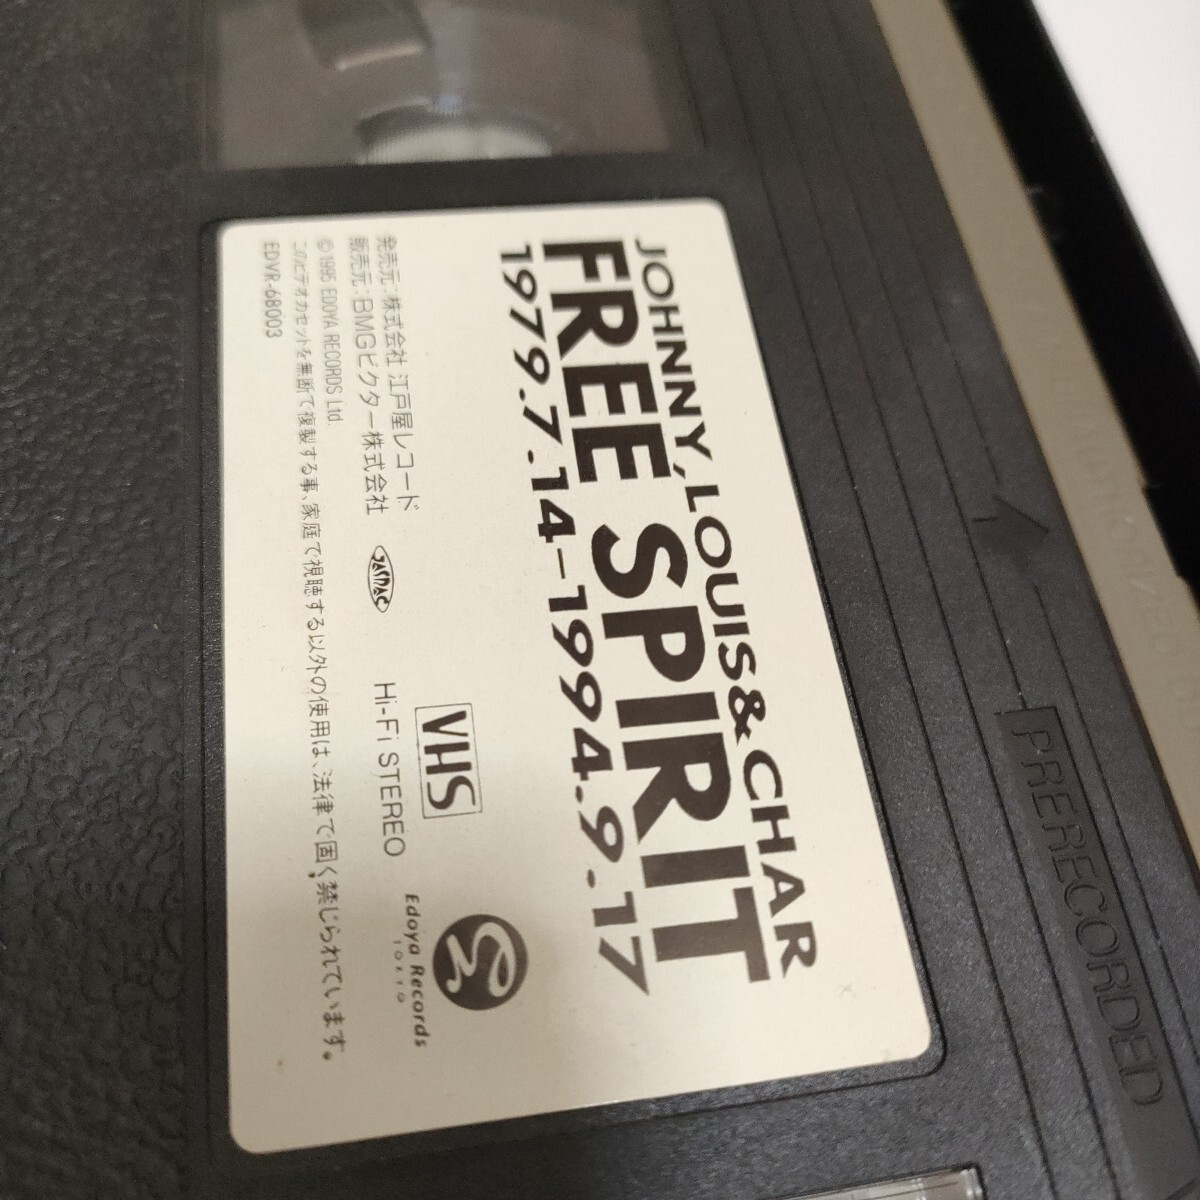 JOHNNY, LOUIS & CHAR
FREE SPIRIT
1979.7.14–1994.9.17
発売元:株式会社 江戸屋レコード
販売元:BMGビクター株式会社
JASRAC
VHS
Hi-Fi STEREO
Edoya Records
TOKYO
©1995 EDOYA RECORDS Ltd.
このビデオカセットを無断で複製する事、家庭で視聴する以外の使用は、法律で固く禁じられています。
EDVR-68003
PRERECORDED